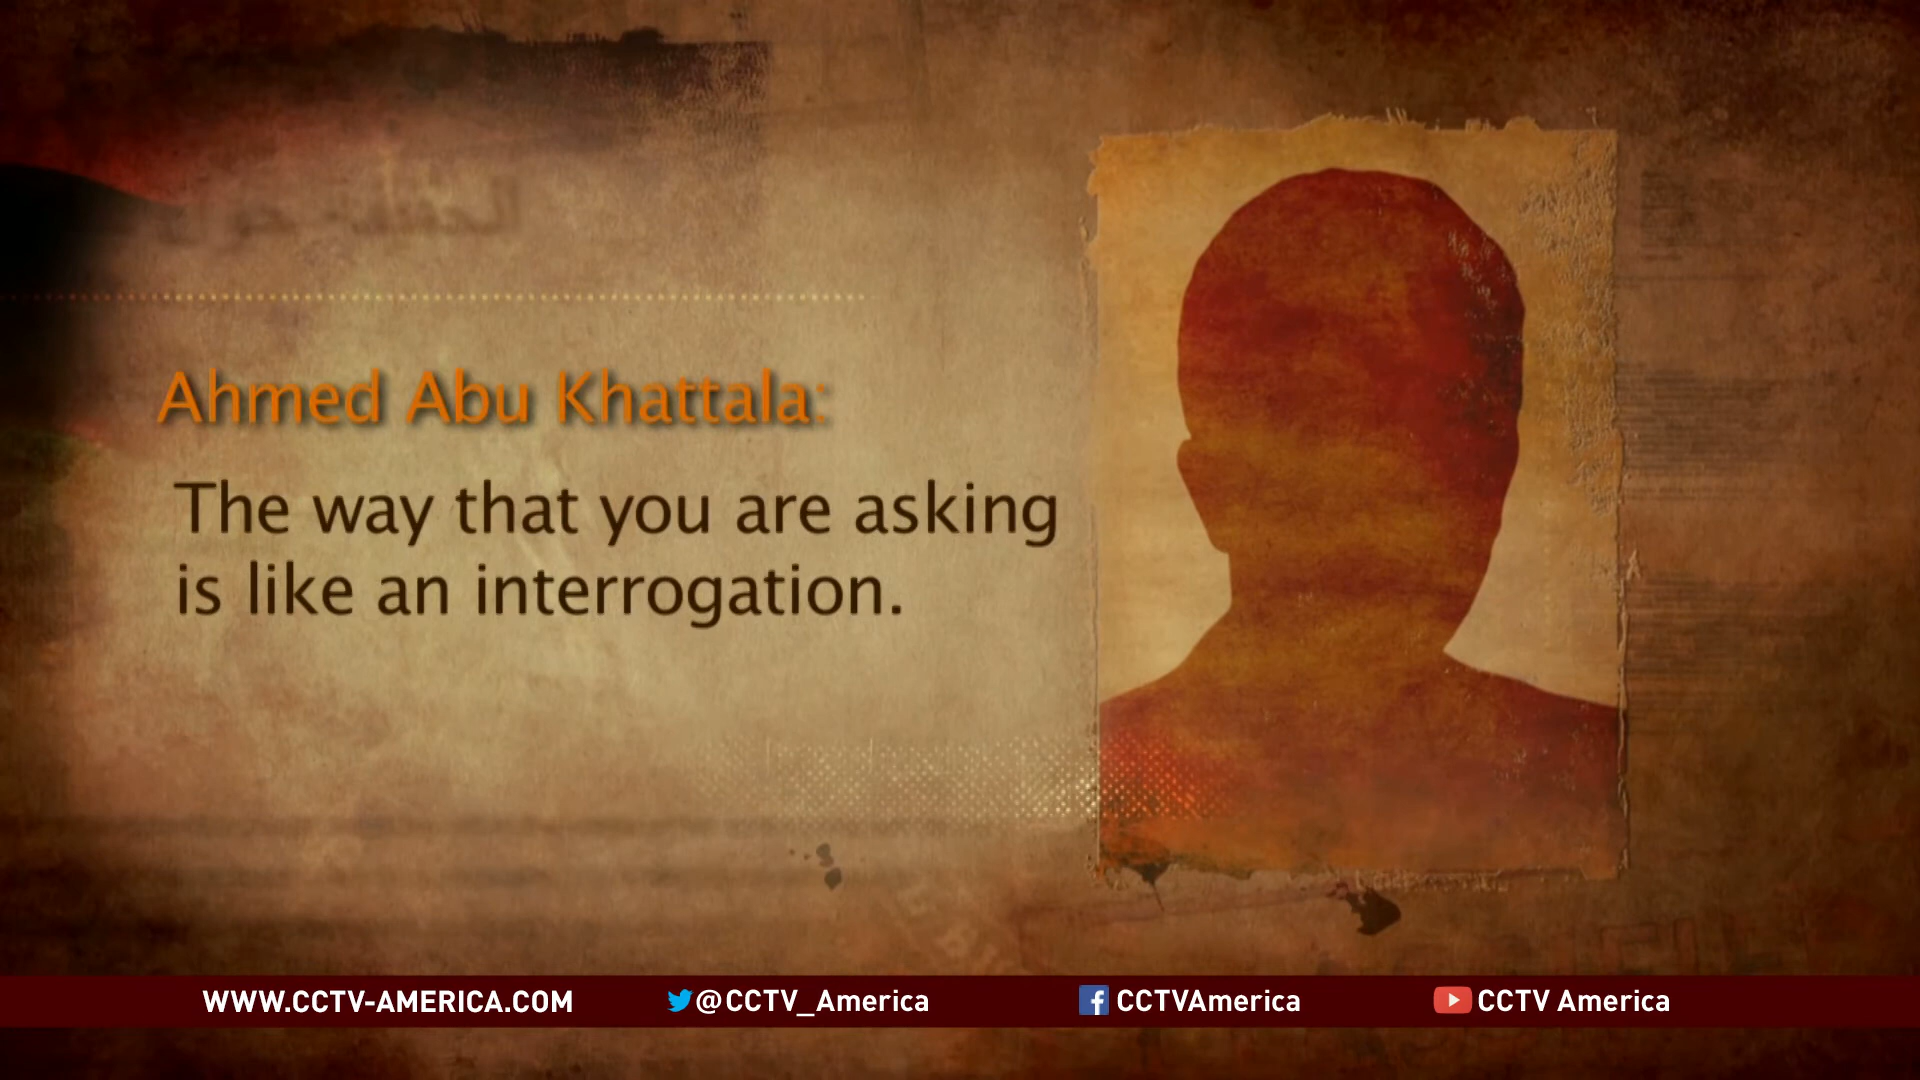 Ahmed Abu Khattala:
The way that you are asking
is like an interrogation.
WWW.CCTV-AMERICA.COM @CCTV_America CCTVAmerica CCTV America